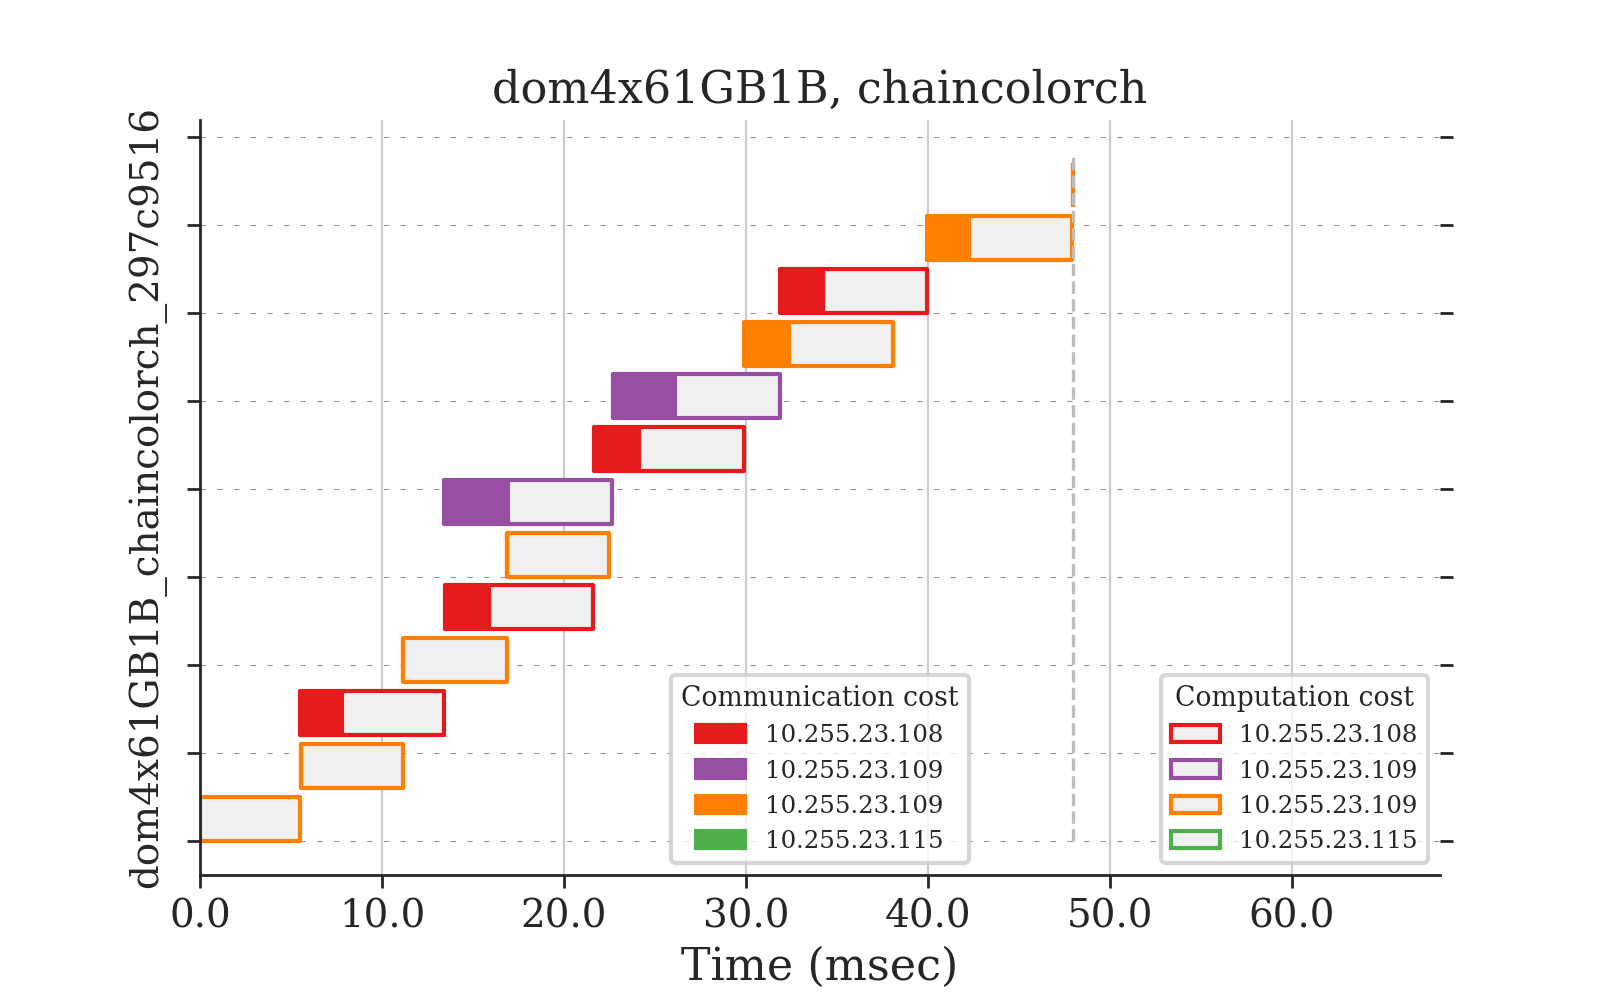 dom4x61GB1B, chaincolorch
dom4x61GB1B_chaincolorch_297c9516
Communication cost
10.255.23.108
10.255.23.109
10.255.23.109
10.255.23.115
Computation cost
10.255.23.108
10.255.23.109
10.255.23.109
10.255.23.115
0.0 10.0 20.0 30.0 40.0 50.0 60.0
Time (msec)